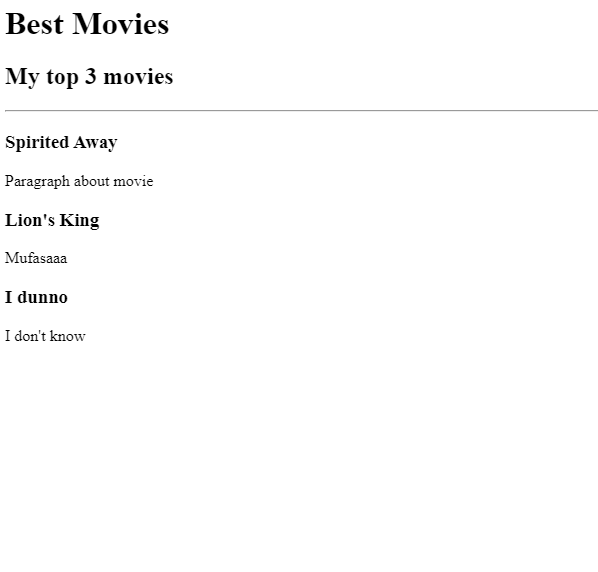 Best Movies
My top 3 movies
Spirited Away
Paragraph about movie
Lion's King
Mufasaaa
I dunno
I don't know